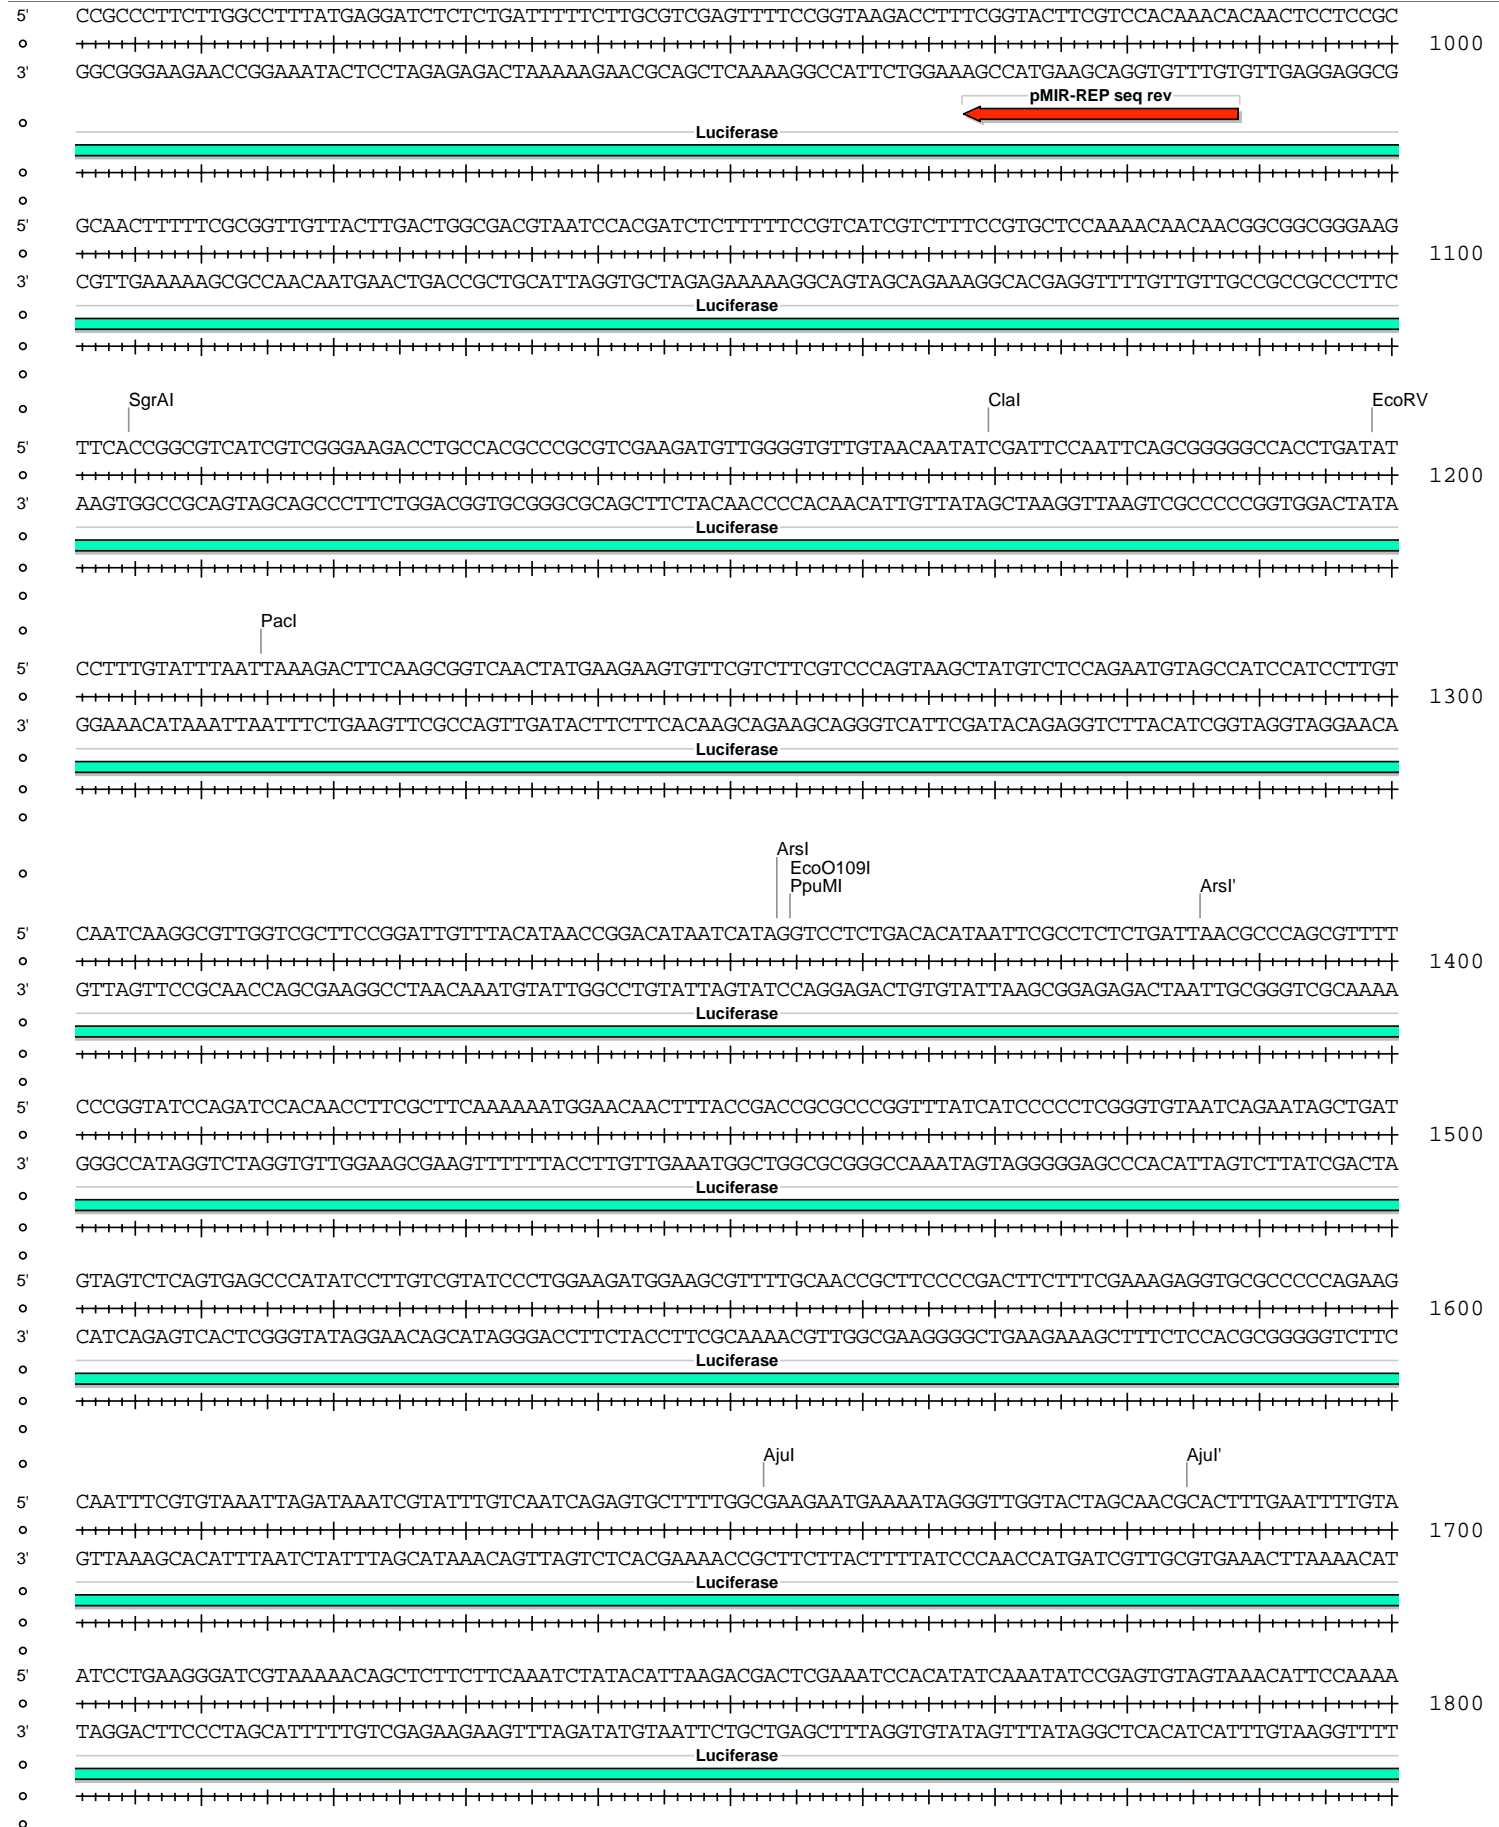 5' CCGCCCTTCTTGGCCTTTATGAGGATCTCTCTGATTTTTCTTGCGTCGAGTTTTCCGGTAAGACCTTTCGGTACTTCGTCCACAAACACAACTCCTCCGC
1000
3' GGCGGGAAGAACCGGAAATACTCCTAGAGAGACTAAAAAGAACGCAGCTCAAAAGGCCATTCTGGAAAGCCATGAAGCAGGTGTTTGTGTTGAGGAGGCG
pMIR-REP seq rev
Luciferase
5' GCAACTTTTTCGCGGTTGTTACTTGACTGGCGACGTAATCCACGATCTCTTTTTCCGTCATCGTCTTTCCGTGCTCCAAAACAACAACGGCGGCGGGAAG
1100
3' CGTTGAAAAAGCGCCAACAATGAACTGACCGCTGCATTAGGTGCTAGAGAAAAAGGCAGTAGCAGAAAGGCACGAGGTTTTGTTGTTGCCGCCGCCCTTC
Luciferase
SgrAI ClaI EcoRV
5' TTCACCGGCGTCATCGTCGGGAAGACCTGCCACGCCCGCGTCGAAGATGTTGGGGTGTTGTAACAATATCGATTCCAATTCAGCGGGGGCCACCTGATAT
1200
3' AAGTGGCCGCAGTAGCAGCCCTTCTGGACGGTGCGGGCGCAGCTTCTACAACCCCACAACATTGTTATAGCTAAGGTTAAGTCGCCCCCGGTGGACTATA
Luciferase
PacI
5' CCTTTGTATTTAATTAAAGACTTCAAGCGGTCAACTATGAAGAAGTGTTCGTCTTCGTCCCAGTAAGCTATGTCTCCAGAATGTAGCCATCCATCCTTGT
1300
3' GGAAACATAAATTAATTTCTGAAGTTCGCCAGTTGATACTTCTTCACAAGCAGAAGCAGGGTCATTCGATACAGAGGTCTTACATCGGTAGGTAGGAACA
Luciferase
ArsI
EcoO109I
PpuMI ArsI'
5' CAATCAAGGCGTTGGTCGCTTCCGGATTGTTTACATAACCGGACATAATCATAGGTCCTCTGACACATAATTCGCCTCTCTGATTAACGCCCAGCGTTTT
1400
3' GTTAGTTCCGCAACCAGCGAAGGCCTAACAAATGTATTGGCCTGTATTAGTATCCAGGAGACTGTGTATTAAGCGGAGAGACTAATTGCGGGTCGCAAAA
Luciferase
5' CCCGGTATCCAGATCCACAACCTTCGCTTCAAAAAATGGAACAACTTTACCGACCGCGCCCGGTTTATCATCCCCCTCGGGTGTAATCAGAATAGCTGAT
1500
3' GGGCCATAGGTCTAGGTGTTGGAAGCGAAGTTTTTTACCTTGTTGAAATGGCTGGCGCGGGCCAAATAGTAGGGGGAGCCCACATTAGTCTTATCGACTA
Luciferase
5' GTAGTCTCAGTGAGCCCATATCCTTGTCGTATCCCTGGAAGATGGAAGCGTTTTGCAACCGCTTCCCCGACTTCTTTCGAAAGAGGTGCGCCCCCAGAAG
1600
3' CATCAGAGTCACTCGGGTATAGGAACAGCATAGGGACCTTCTACCTTCGCAAAACGTTGGCGAAGGGGCTGAAGAAAGCTTTCTCCACGCGGGGGTCTTC
Luciferase
AjuI AjuI'
5' CAATTTCGTGTAAATTAGATAAATCGTATTTGTCAATCAGAGTGCTTTTGGCGAAGAATGAAAATAGGGTTGGTACTAGCAACGCACTTTGAATTTTGTA
1700
3' GTTAAAGCACATTTAATCTATTTAGCATAAACAGTTAGTCTCACGAAAACCGCTTCTTACTTTTATCCCAACCATGATCGTTGCGTGAAACTTAAAACAT
Luciferase
5' ATCCTGAAGGGATCGTAAAAACAGCTCTTCTTCAAATCTATACATTAAGACGACTCGAAATCCACATATCAAATATCCGAGTGTAGTAAACATTCCAAAA
1800
3' TAGGACTTCCCTAGCATTTTTGTCGAGAAGAAGTTTAGATATGTAATTCTGCTGAGCTTTAGGTGTATAGTTTATAGGCTCACATCATTTGTAAGGTTTT
Luciferase